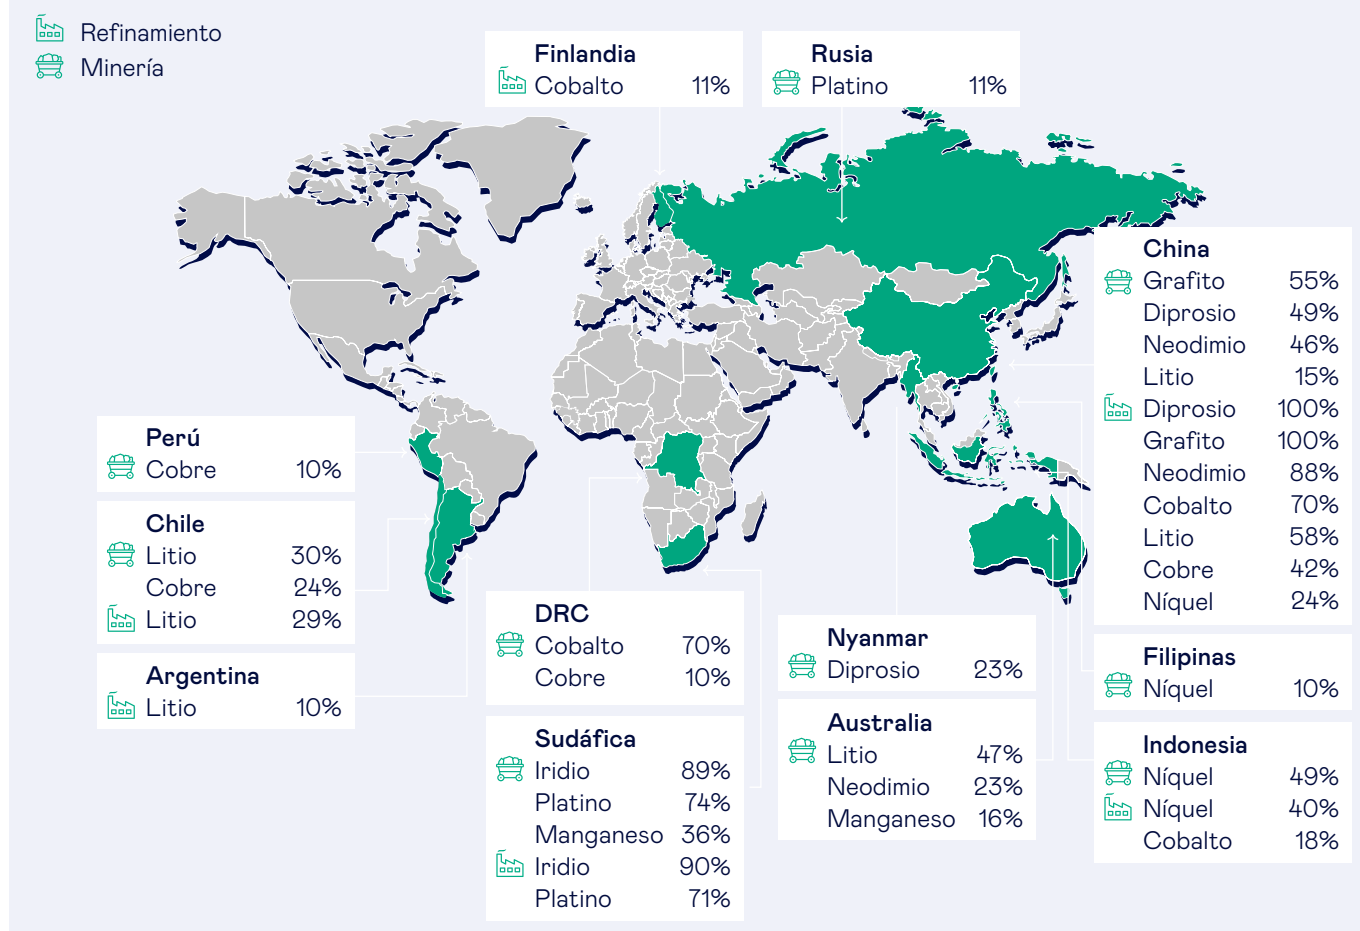 Refinamiento
Minería
Finlandia
Cobalto 11%
Rusia
Platino 11%
China
Grafito 55%
Diprosio 49%
Neodimio 46%
Litio 15%
Diprosio 100%
Grafito 100%
Neodimio 88%
Cobalto 70%
Litio 58%
Cobre 42%
Níquel 24%
Perú
Cobre 10%
Chile
Litio 30%
Cobre 24%
Litio 29%
Argentina
Litio 10%
DRC
Cobalto 70%
Cobre 10%
Sudáfica
Iridio 89%
Platino 74%
Manganeso 36%
Iridio 90%
Platino 71%
Nyanmar
Diprosio 23%
Australia
Litio 47%
Neodimio 23%
Manganeso 16%
Filipinas
Níquel 10%
Indonesia
Níquel 49%
Níquel 40%
Cobalto 18%